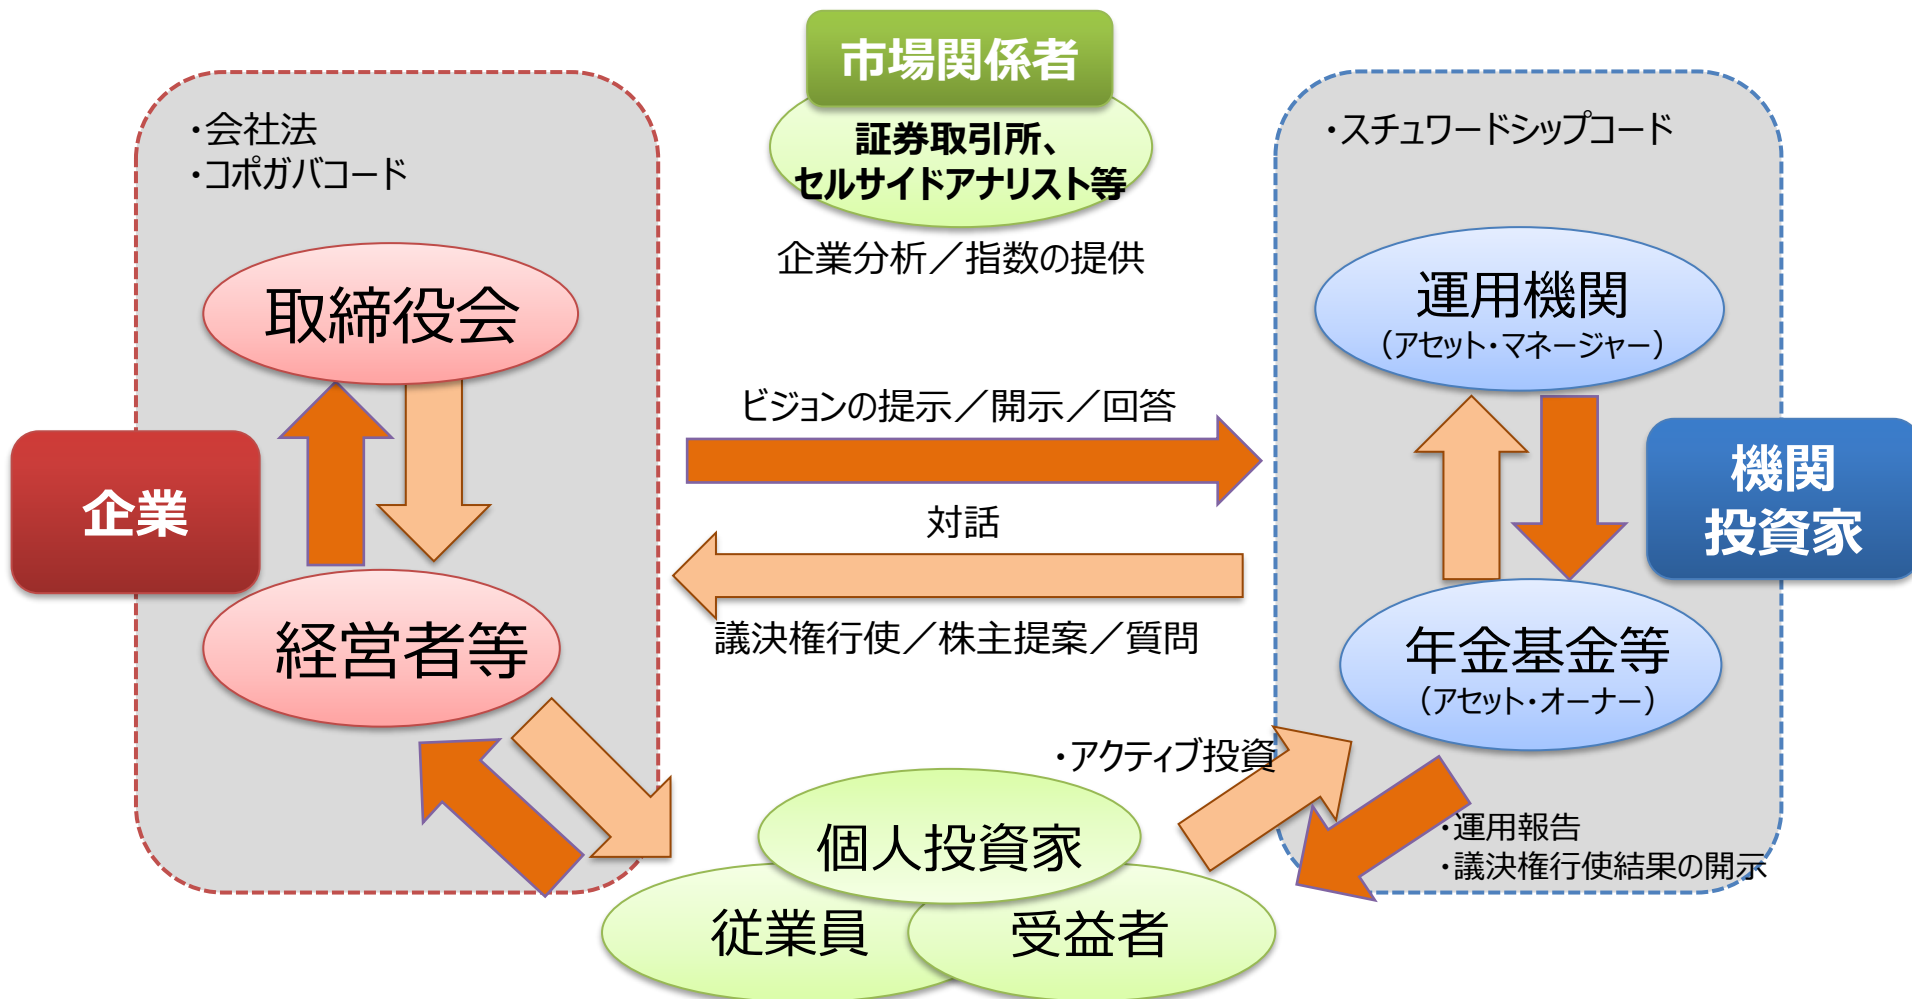 市場関係者
証券取引所、
セルサイドアナリスト等
企業分析／指数の提供
・会社法
・コポガバコード
取締役会
企業
経営者等
ビジョンの提示／開示／回答
対話
議決権行使／株主提案／質問
・スチュワードシップコード
運用機関
（アセット・マネージャー）
機関
投資家
年金基金等
（アセット・オーナー）
・アクティブ投資
・運用報告
・議決権行使結果の開示
個人投資家
従業員
受益者